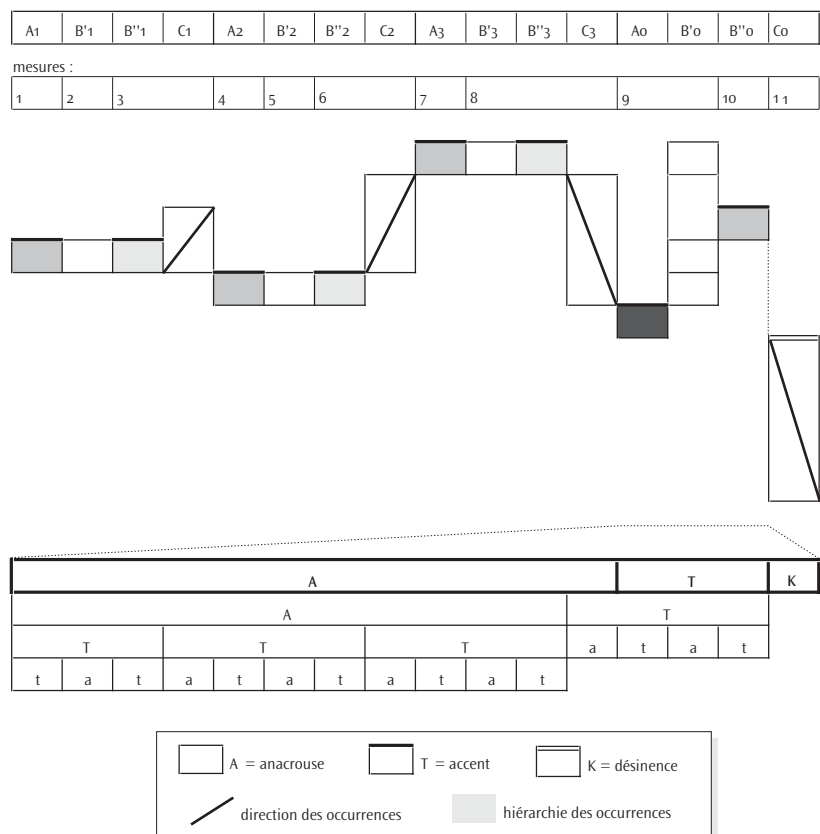 A1 B'1 B''1 C1 A2 B'2 B''2 C2 A3 B'3 B''3 C3 A0 B'0 B''0 C0
mesures :
1 2 3 4 5 6 7 8 9 10 11
A T K
A T
T T T a t a t
t a t a t a t a t a t
A = anacrouse T = accent K = désinence
direction des occurrences hiérarchie des occurrences